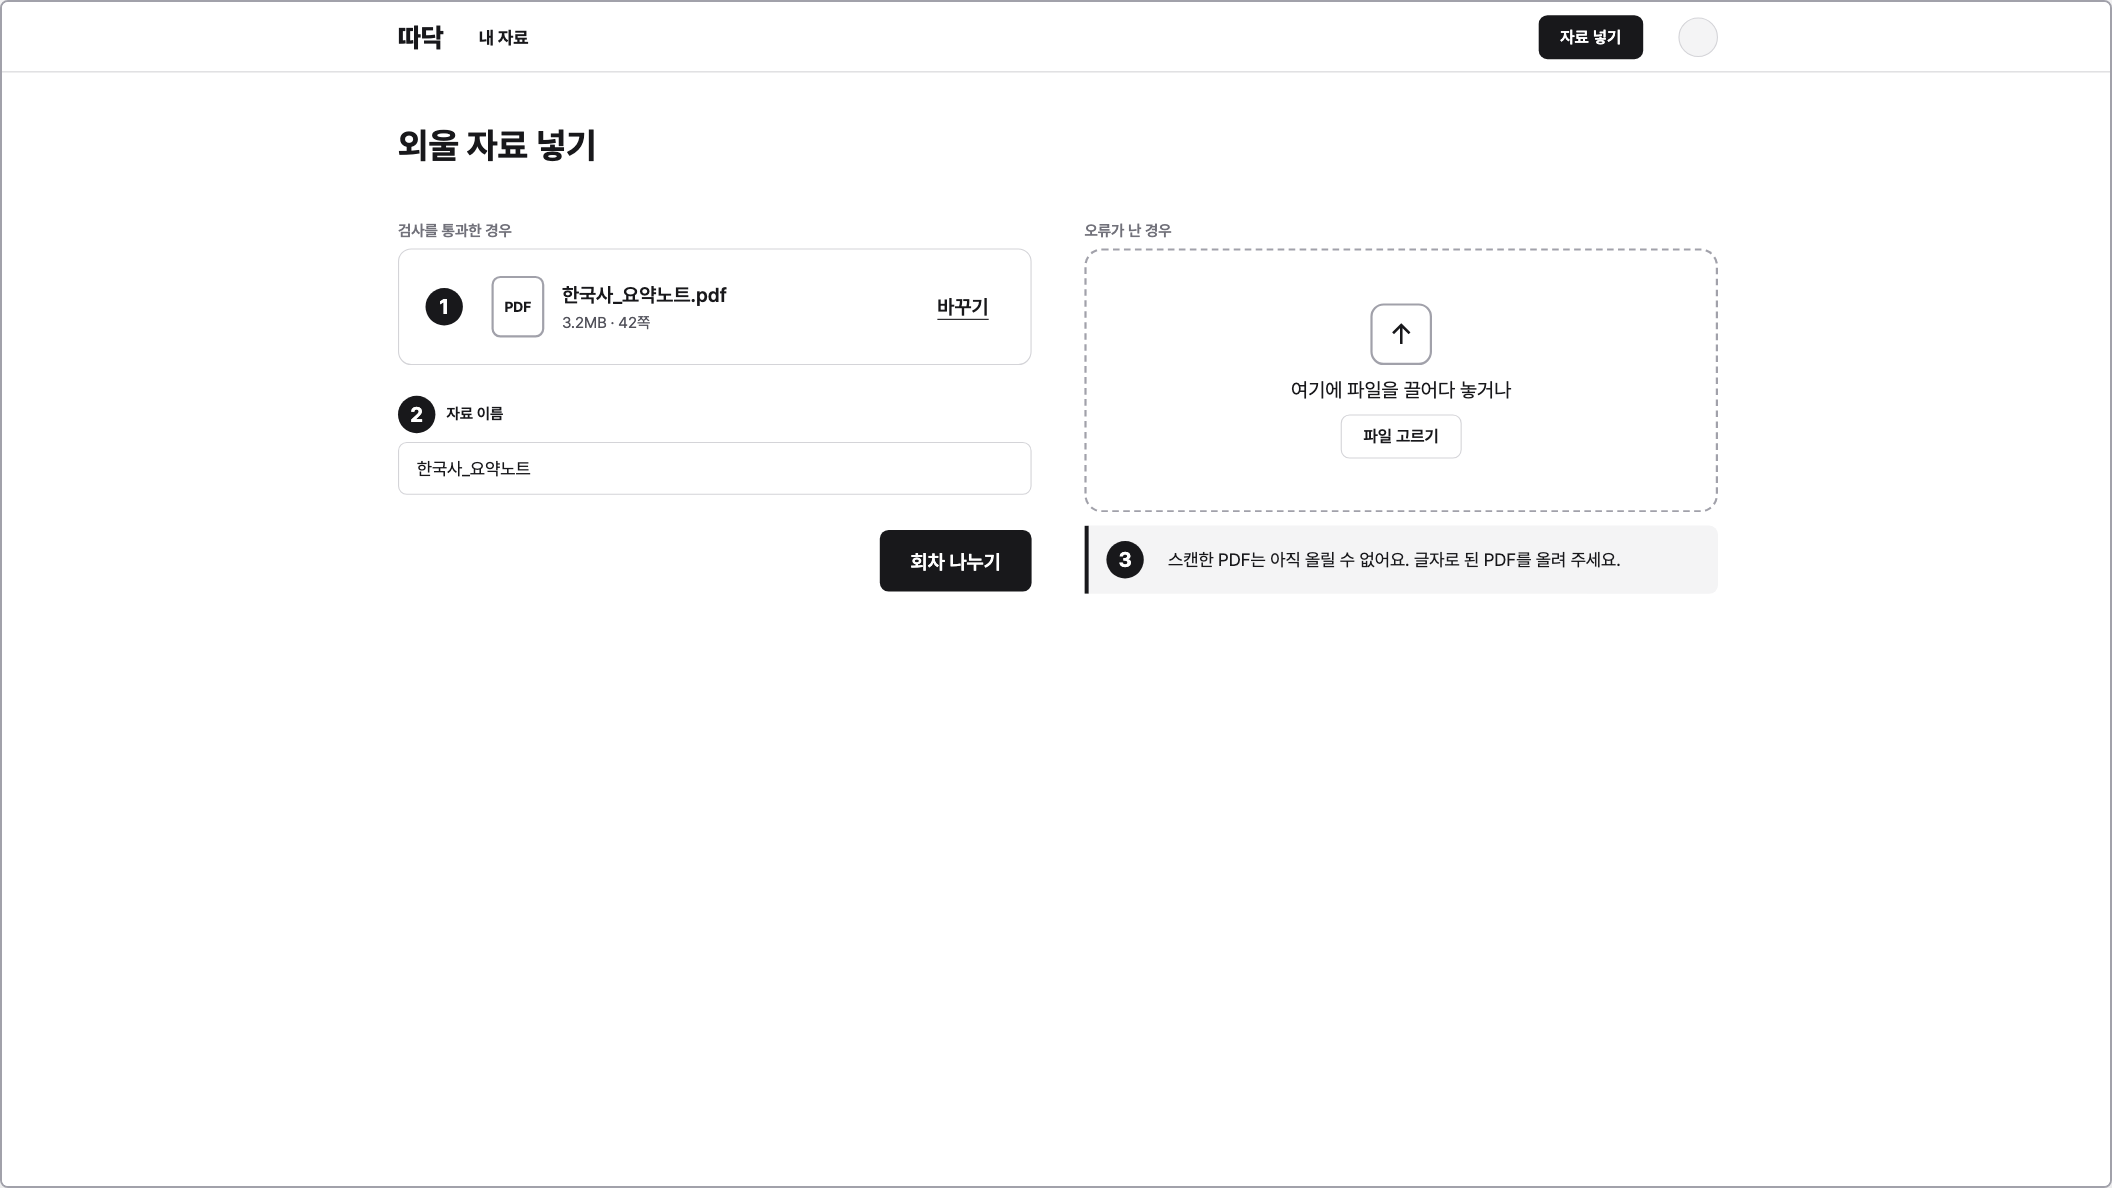 따닥
내 자료
자료 넣기
외울 자료 넣기
검사를 통과한 경우
1
PDF
한국사_요약노트.pdf
3.2MB · 42쪽
바꾸기
2
자료 이름
한국사_요약노트
회차 나누기
오류가 난 경우
여기에 파일을 끌어다 놓거나
파일 고르기
3
스캔한 PDF는 아직 올릴 수 없어요. 글자로 된 PDF를 올려 주세요.